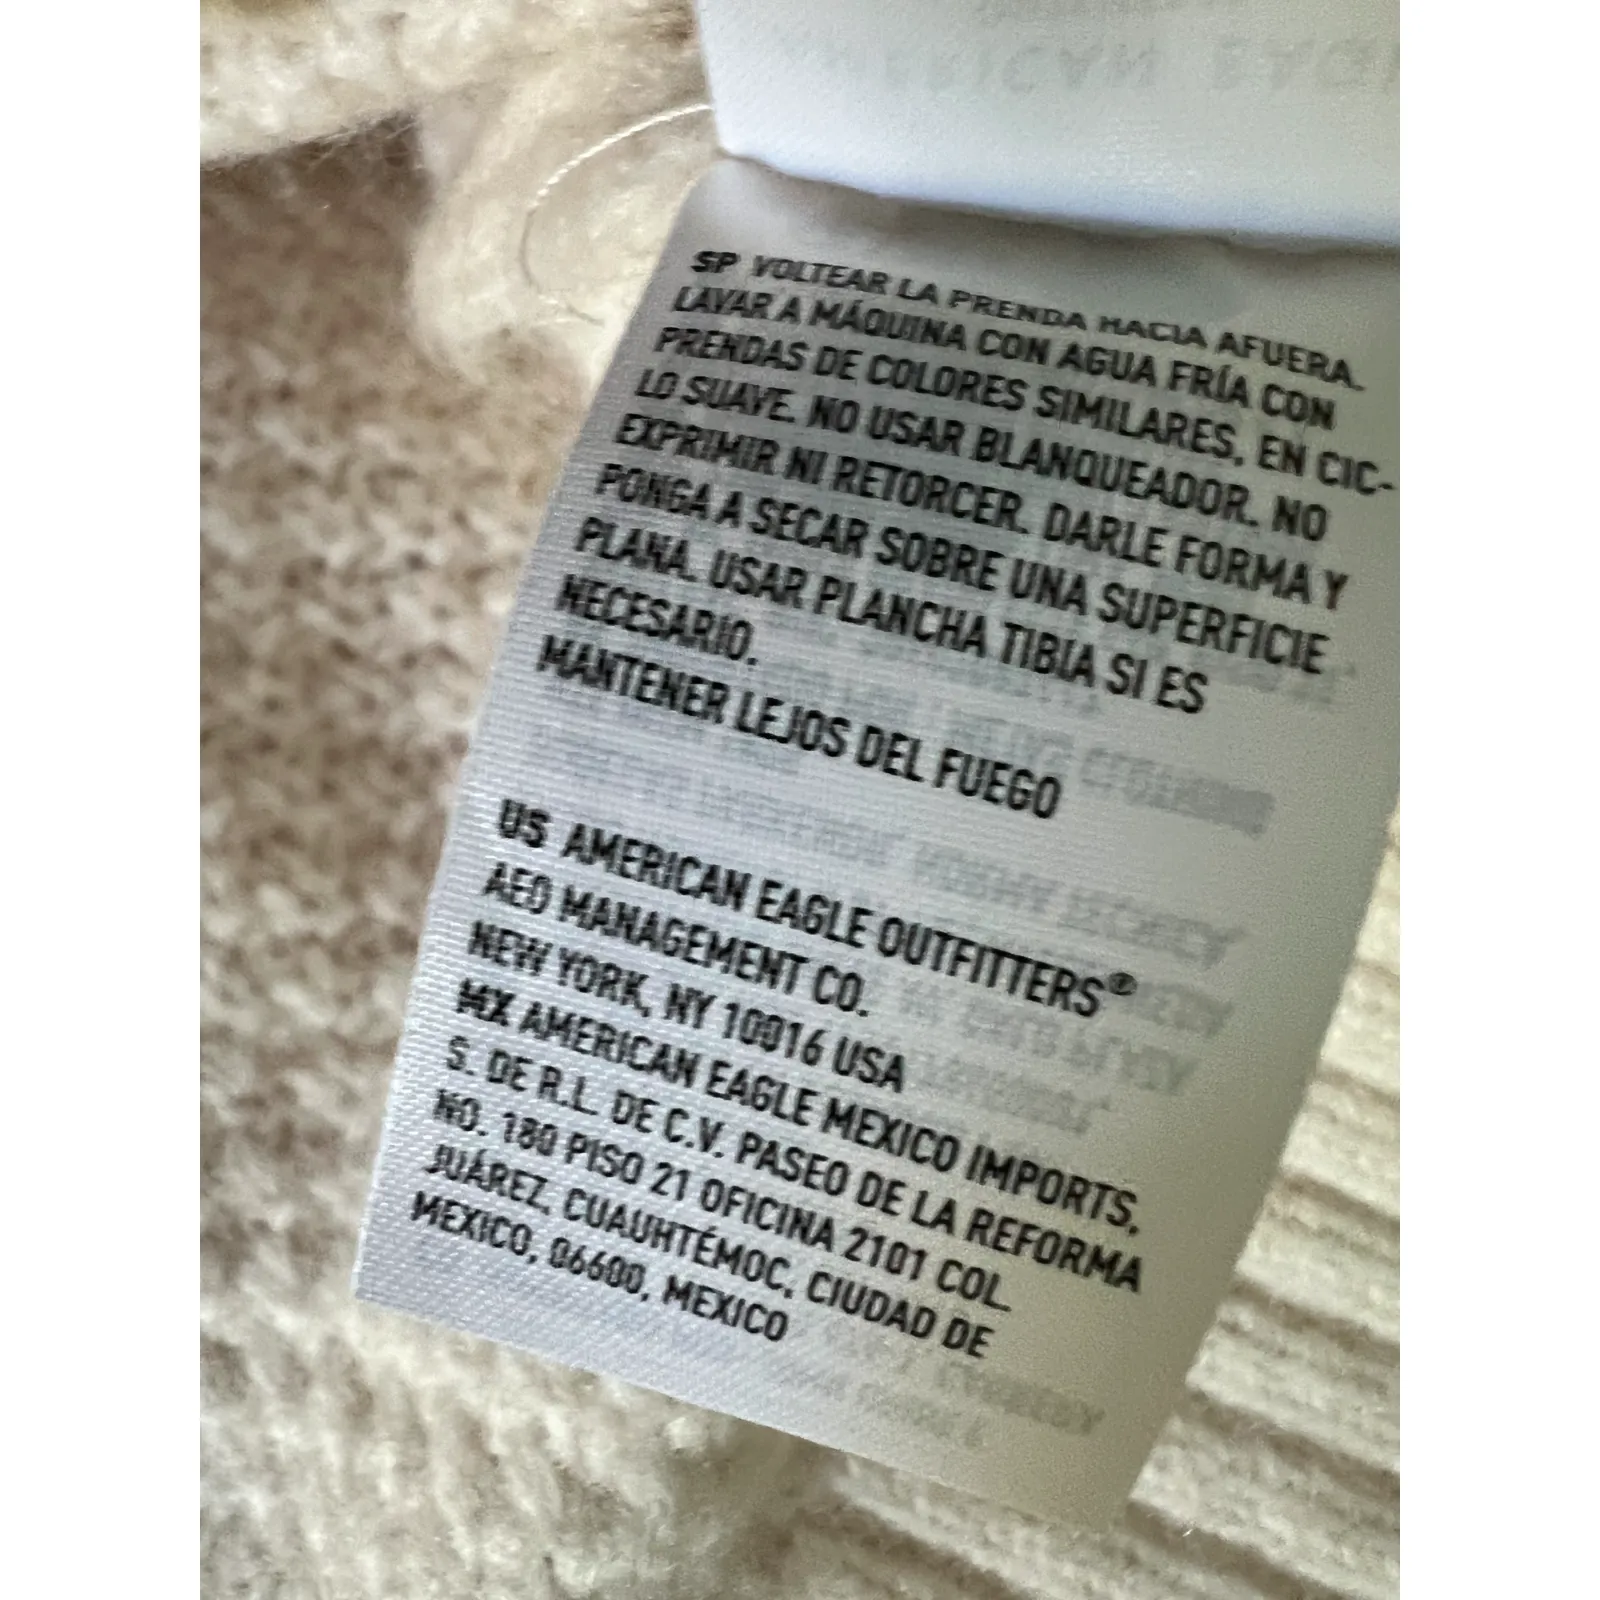 SP VOLTEAR LA PRENDA HACIA AFUERA.
LAVAR A MÁQUINA CON AGUA FRÍA CON
PRENDAS DE COLORES SIMILARES, EN CIC-
LO SUAVE. NO USAR BLANQUEADOR. NO
EXPRIMIR NI RETORCER. DARLE FORMA Y
PONGA A SECAR SOBRE UNA SUPERFICIE
PLANA. USAR PLANCHA TIBIA SI ES
NECESARIO.
MANTENER LEJOS DEL FUEGO
US AMERICAN EAGLE OUTFITTERS®
AEO MANAGEMENT CO.
NEW YORK, NY 10016 USA
MX AMERICAN EAGLE MEXICO IMPORTS,
S. DE R.L. DE C.V. PASEO DE LA REFORMA
NO. 180 PISO 21 OFICINA 2101 COL.
JUÁREZ, CUAUHTÉMOC, CIUDAD DE
MEXICO, 06600, MEXICO